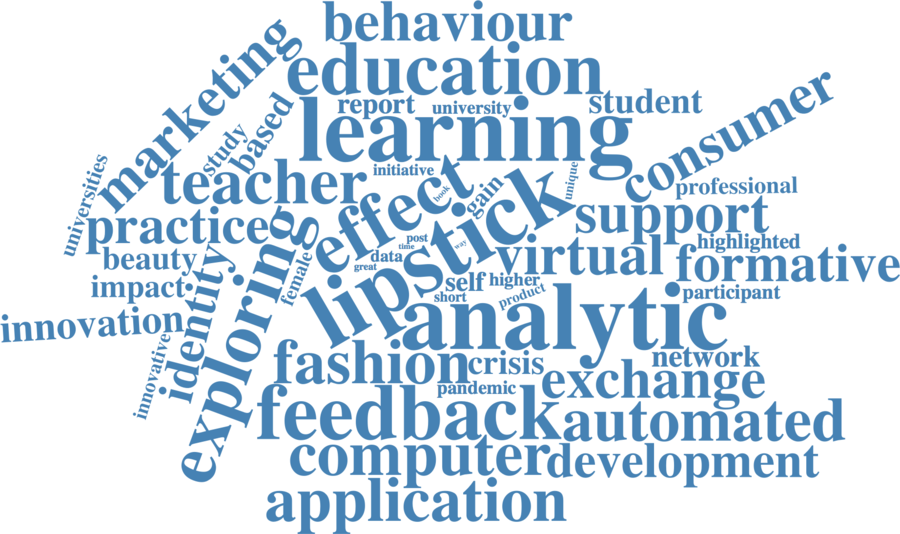 behaviour
marketing
education
report
university
student
learning
consumer
based
study
universities
initiative
unique
teacher
effect
book
gain
professional
practice
support
lipstick
post
time
way
data
great
virtual
highlighted
formative
beauty
identity
female
exploring
self
higher
short
product
participant
impact
analytic
innovation
innovative
fashion
crisis
network
pandemic
exchange
feedback
automated
computer
development
application